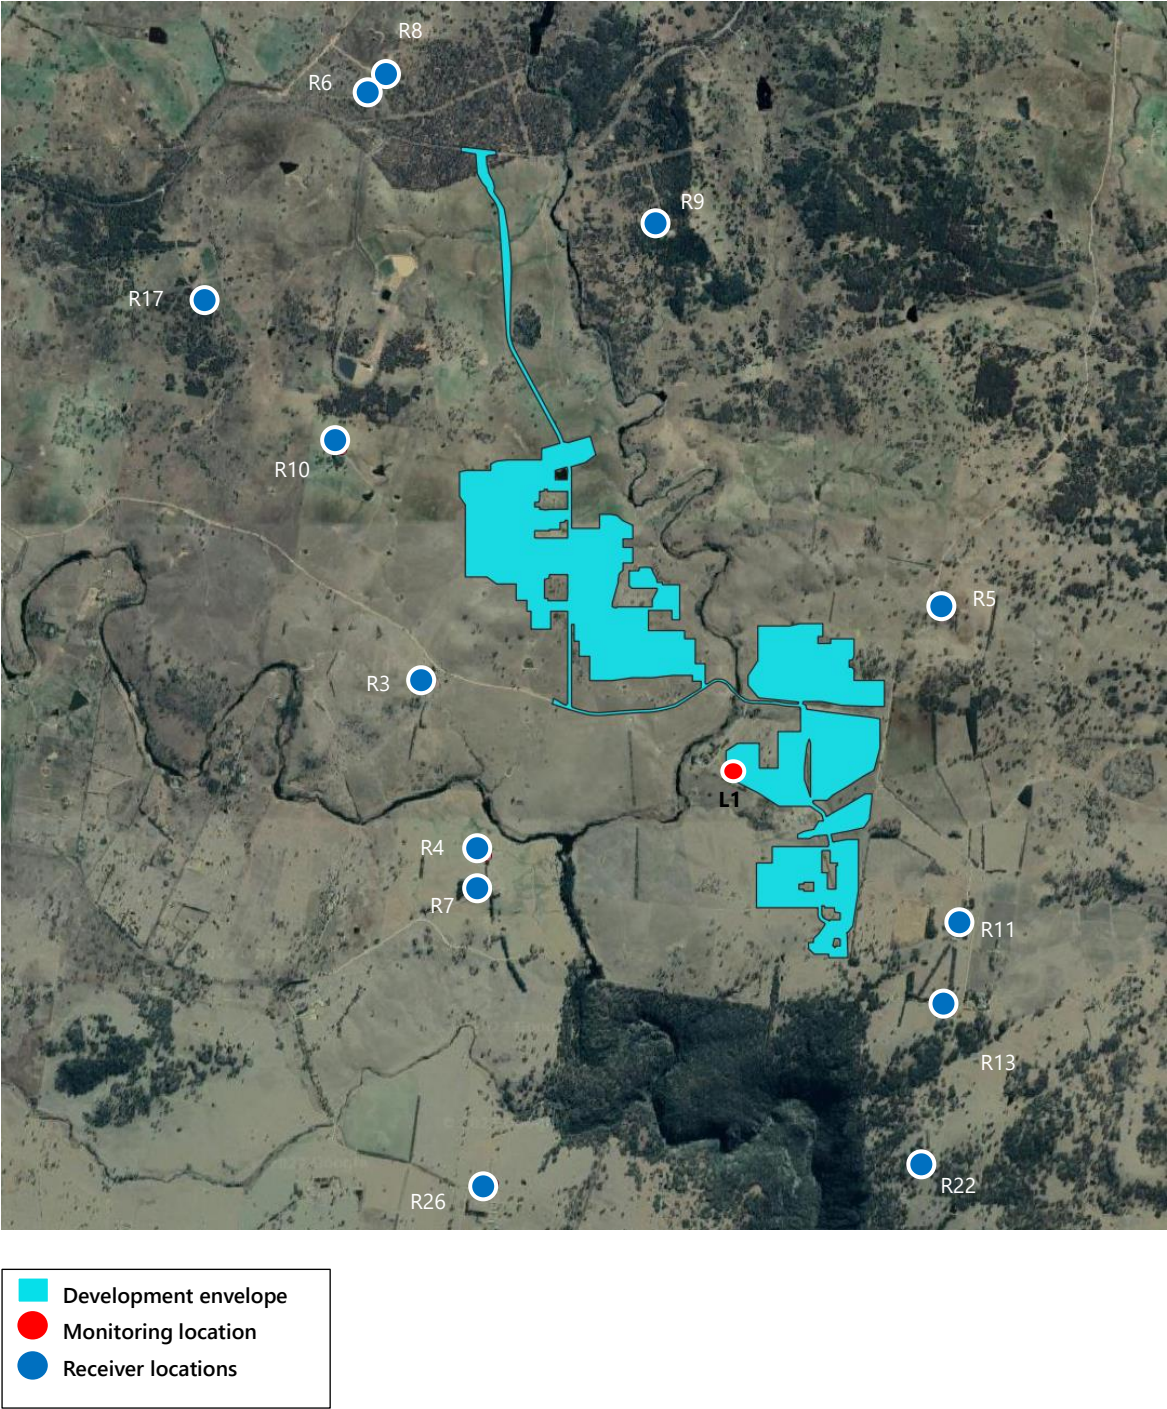 R8
R6
R9
R17
R10
R5
R3
L1
R4
R7
R11
R13
R22
R26
Development envelope
Monitoring location
Receiver locations